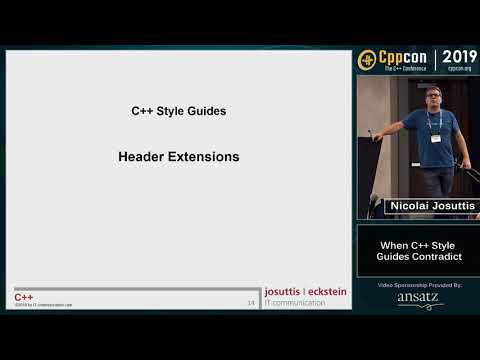 C++ Style Guides
Header Extensions
C++
©2019 by IT-communication.com
14
josuttis | eckstein
IT communication
Cppcon
The C++ Conference
2019
cppcon.org
Nicolai Josuttis
When C++ Style
Guides Contradict
Video Sponsorship Provided By:
ansatz